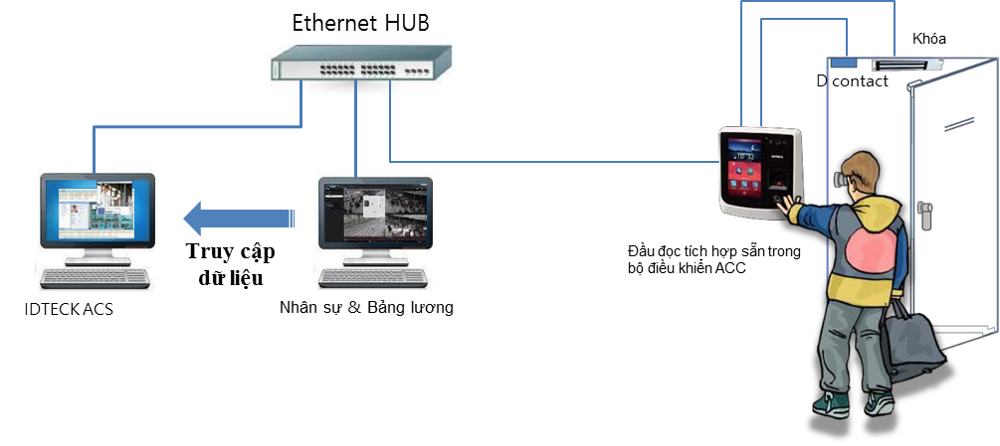 Ethernet HUB
Khóa
D contact
Truy cập
dữ liệu
Đầu đọc tích hợp sẵn trong
bộ điều khiển ACC
IDTECK ACS
Nhân sự & Bảng lương